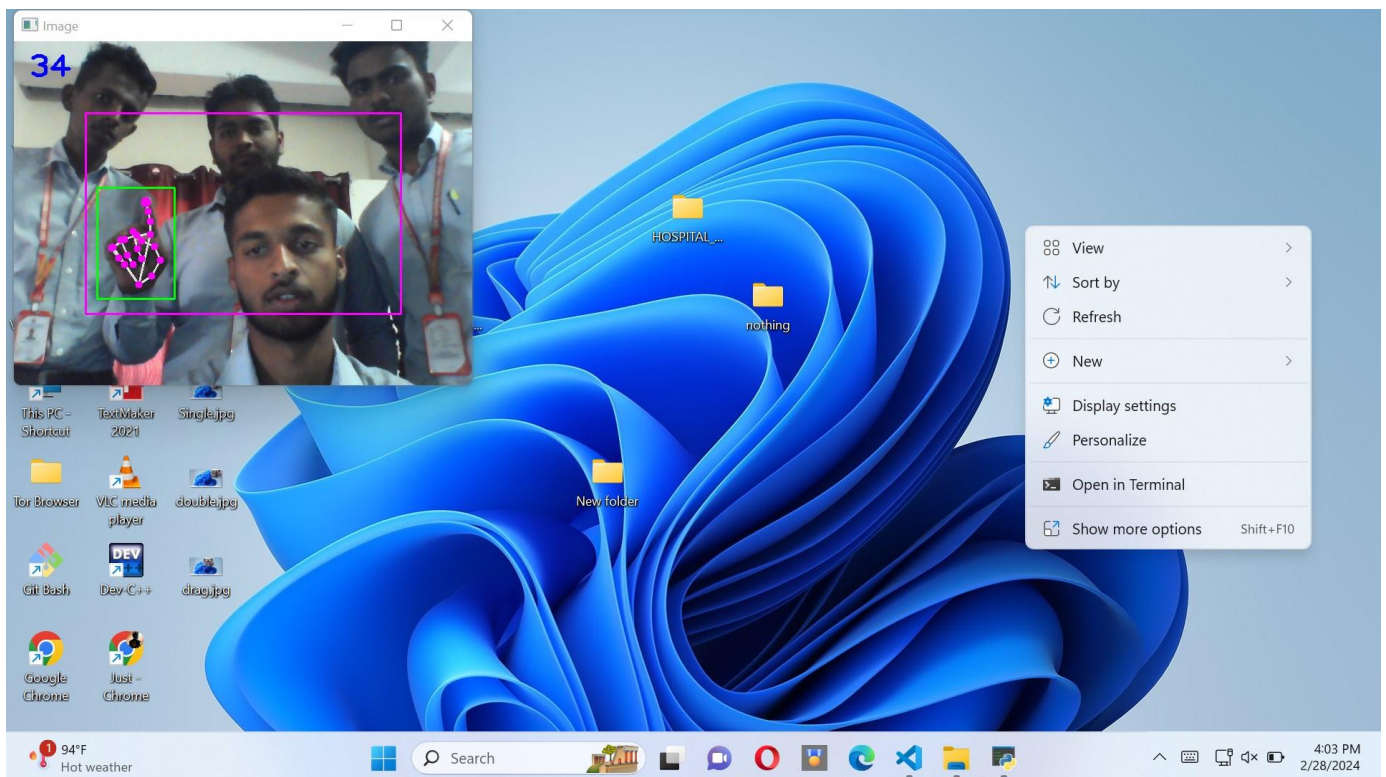 Image
34
HOSPITAL_...
nothing
...
New folder
This PC -
Shortcut
TextMaker
2021
Single.jpg
Tor Browser
VLC media
player
double.jpg
Git Bash
DEV
Dev-C++
drag.jpg
Google
Chrome
Just -
Chrome
View
Sort by
Refresh
New
Display settings
Personalize
Open in Terminal
Show more options Shift+F10
1
94°F
Hot weather
Search
4:03 PM
2/28/2024